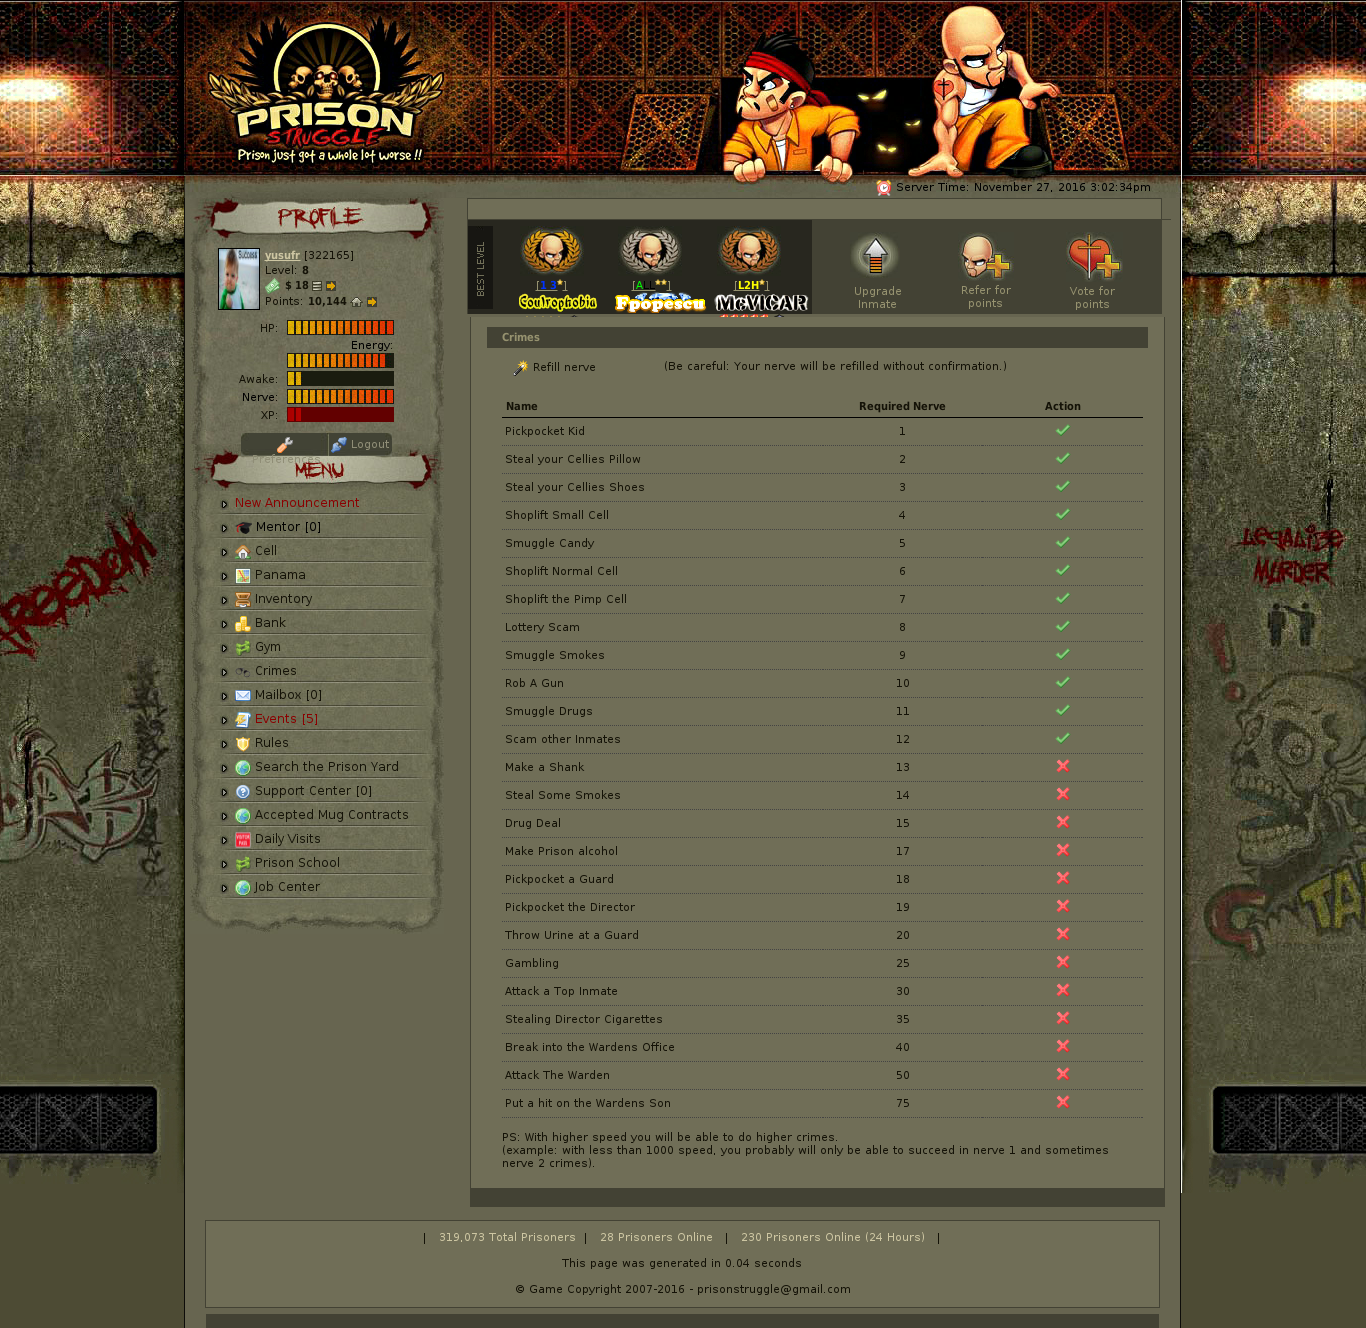 PRISON
STRUGGLE
Prison just got a whole lot worse !!
Server Time: November 27, 2016 3:02:34pm
PROFILE
Success
yusufr [322165]
Level: 8
$ 18
Points: 10,144
HP:
Energy:
Awake:
Nerve:
XP:
Preferences
Logout
MENU
New Announcement
Mentor [0]
Cell
Panama
Inventory
Bank
Gym
Crimes
Mailbox [0]
Events [5]
Rules
Search the Prison Yard
Support Center [0]
Accepted Mug Contracts
Daily Visits
Prison School
Job Center
BEST LEVEL
Coutrophobia
Fpopescu
[L2H*]
McVICAR
Upgrade Inmate
Refer for points
Vote for points
Crimes
Refill nerve (Be careful: Your nerve will be refilled without confirmation.)
Name Required Nerve Action
Pickpocket Kid 1
Steal your Cellies Pillow 2
Steal your Cellies Shoes 3
Shoplift Small Cell 4
Smuggle Candy 5
Shoplift Normal Cell 6
Shoplift the Pimp Cell 7
Lottery Scam 8
Smuggle Smokes 9
Rob A Gun 10
Smuggle Drugs 11
Scam other Inmates 12
Make a Shank 13
Steal Some Smokes 14
Drug Deal 15
Make Prison alcohol 17
Pickpocket a Guard 18
Pickpocket the Director 19
Throw Urine at a Guard 20
Gambling 25
Attack a Top Inmate 30
Stealing Director Cigarettes 35
Break into the Wardens Office 40
Attack The Warden 50
Put a hit on the Wardens Son 75
PS: With higher speed you will be able to do higher crimes.
(example: with less than 1000 speed, you probably will only be able to succeed in nerve 1 and sometimes
nerve 2 crimes).
| 319,073 Total Prisoners | 28 Prisoners Online | 230 Prisoners Online (24 Hours) |
This page was generated in 0.04 seconds
© Game Copyright 2007-2016 - prisonstruggle@gmail.com
FREEDOM
LEGALIZE
MURDER